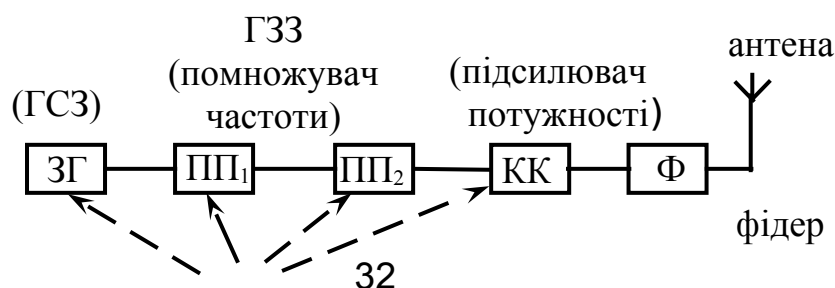 ГЗЗ
(помножувач
частоти)
(підсилювач
потужності)
антена
(ГСЗ)
ЗГ
ПП₁
ПП₂
КК
Ф
фідер
32